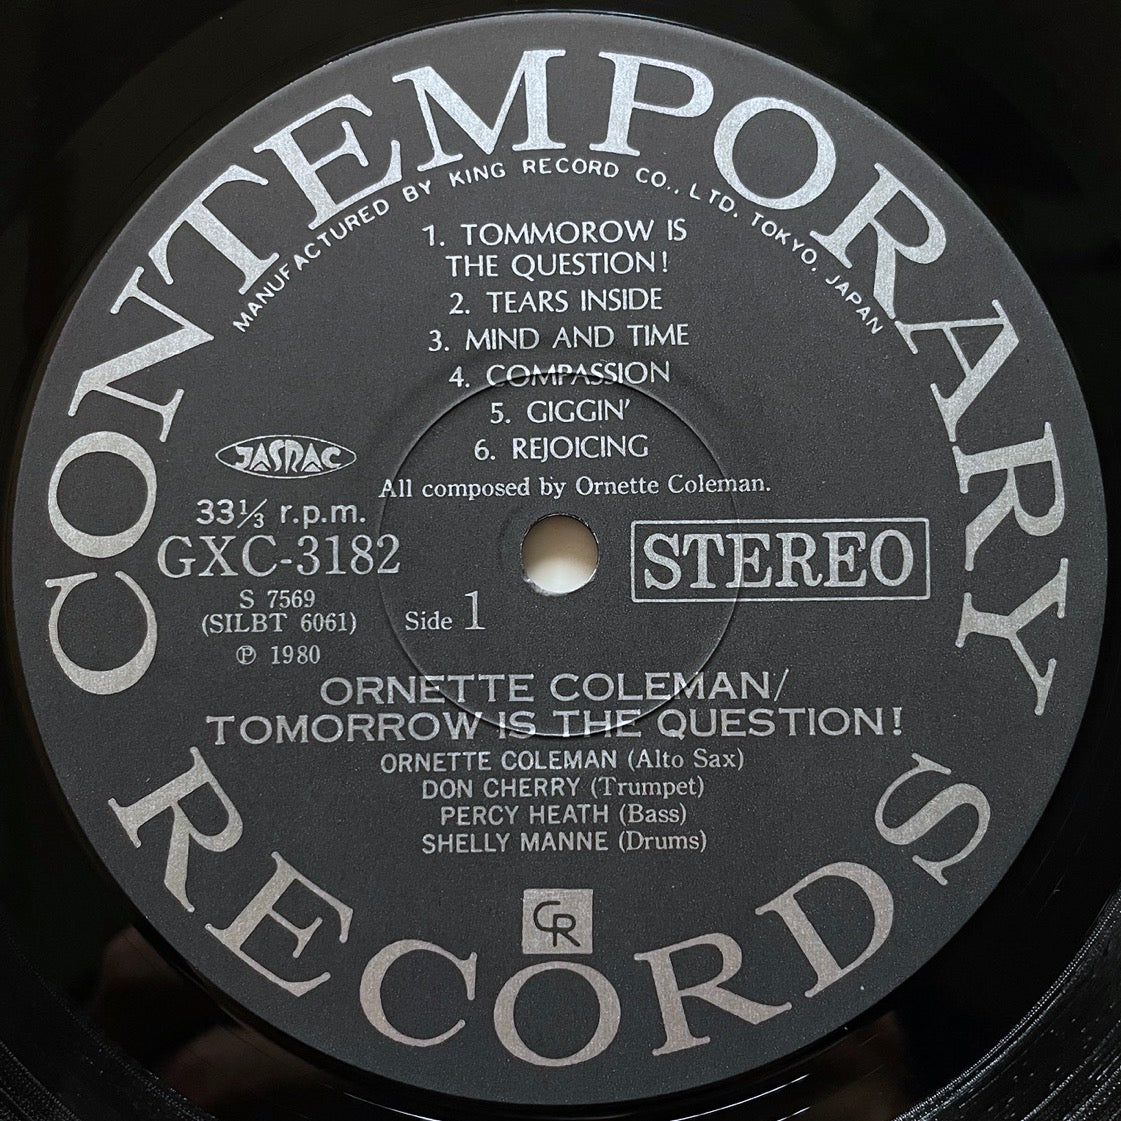 CONTEMPORARY
MANUFACTURED BY KING RECORD CO., LTD. TOKYO. JAPAN
1. TOMMOROW IS
THE QUESTION!
2. TEARS INSIDE
3. MIND AND TIME
4. COMPASSION
5. GIGGIN'
6. REJOICING
All composed by Ornette Coleman.
JASRAC
33⅓ r.p.m.
GXC-3182
S 7569
(SILBT 6061)
℗ 1980
Side 1
STEREO
ORNETTE COLEMAN/
TOMORROW IS THE QUESTION!
ORNETTE COLEMAN (Alto Sax)
DON CHERRY (Trumpet)
PERCY HEATH (Bass)
SHELLY MANNE (Drums)
CR
RECORDS